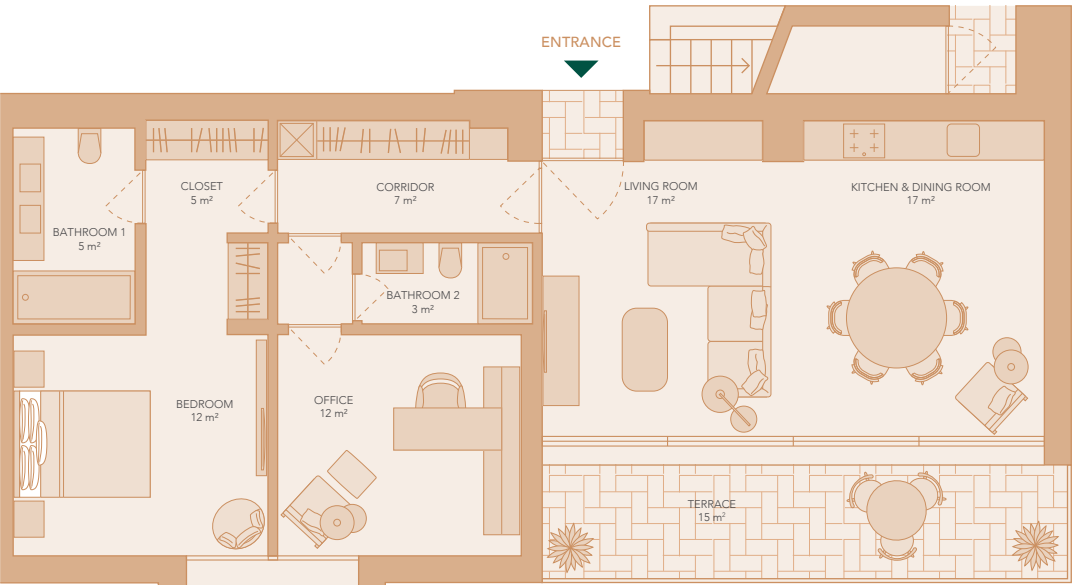 ENTRANCE
CLOSET
5 m²
CORRIDOR
7 m²
LIVING ROOM
17 m²
KITCHEN & DINING ROOM
17 m²
BATHROOM 1
5 m²
BATHROOM 2
3 m²
BEDROOM
12 m²
OFFICE
12 m²
TERRACE
15 m²